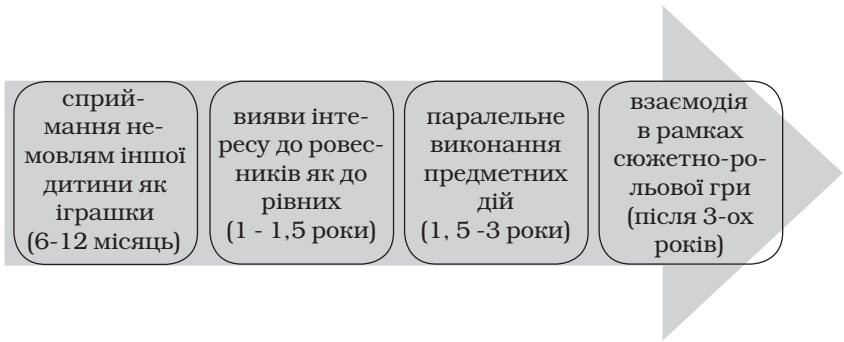 сприй-
мання не-
мовлям іншої
дитини як
іграшки
(6-12 місяць)
вияви інте-
ресу до ровес-
ників як до
рівних
(1 - 1,5 роки)
паралельне
виконання
предметних
дій
(1, 5 -3 роки)
взаємодія
в рамках
сюжетно-ро-
льової гри
(після 3-ох
років)